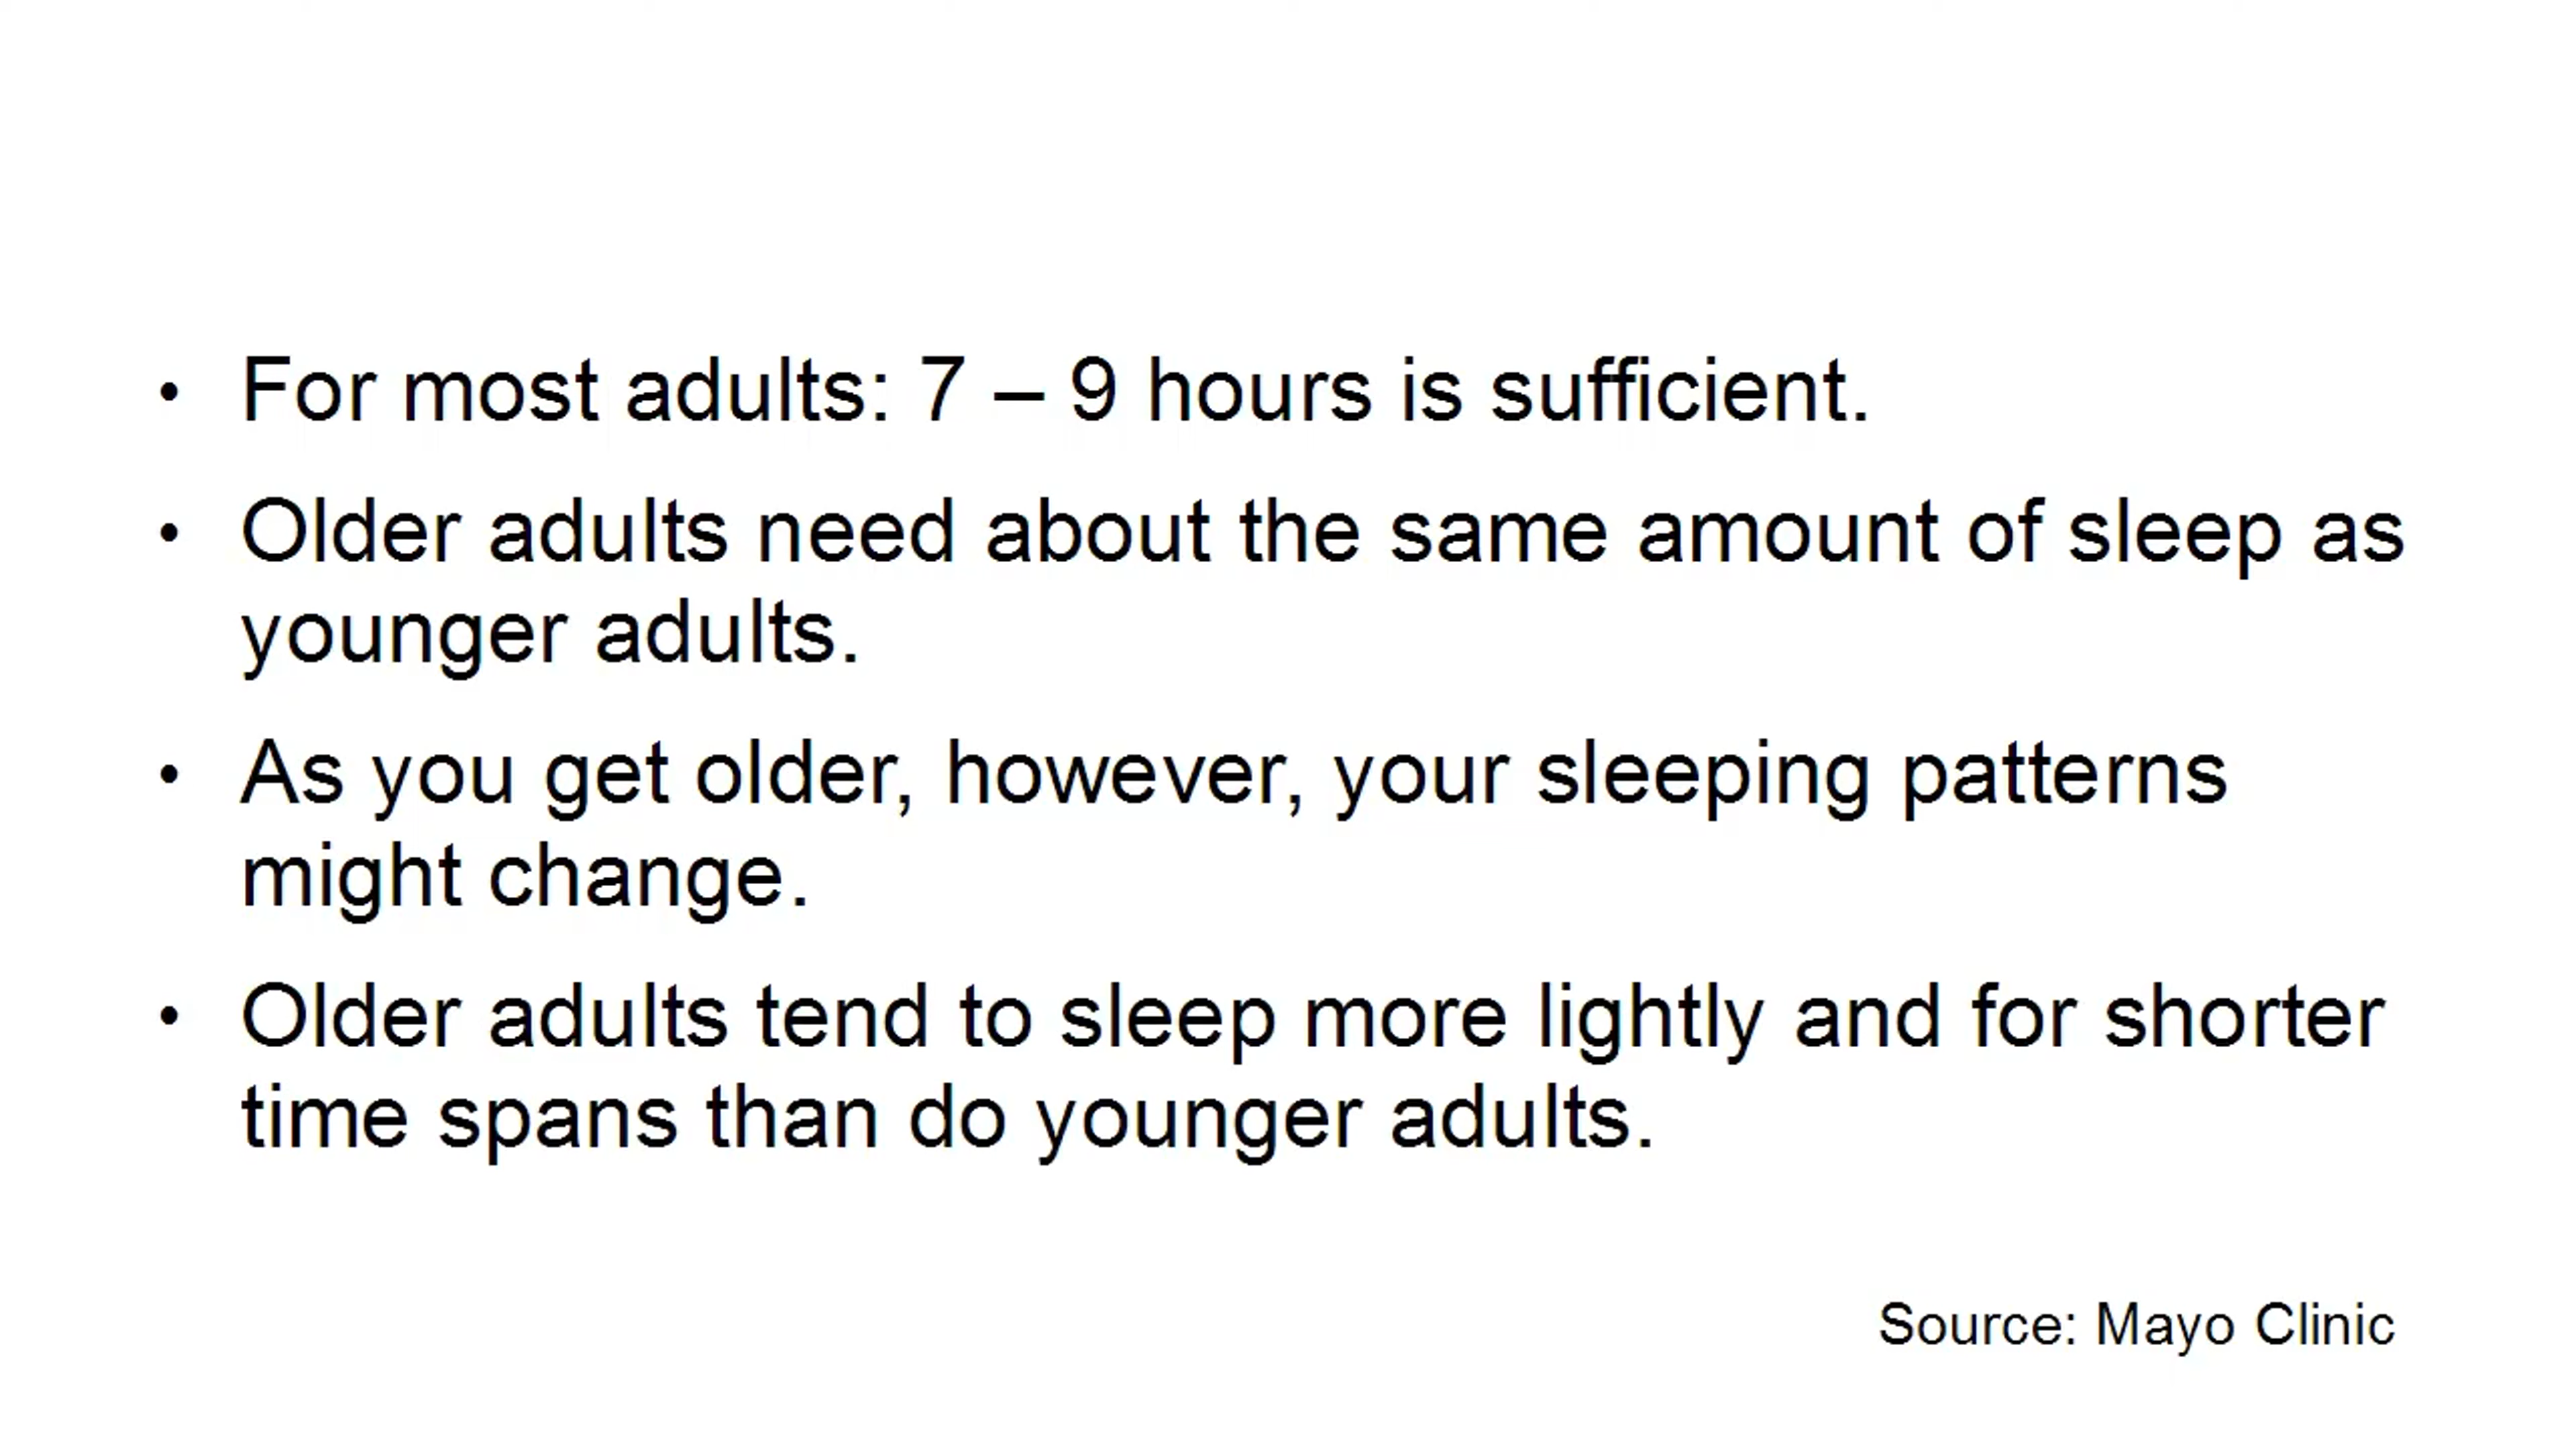 • For most adults: 7 – 9 hours is sufficient.
• Older adults need about the same amount of sleep as
younger adults.
• As you get older, however, your sleeping patterns
might change.
• Older adults tend to sleep more lightly and for shorter
time spans than do younger adults.
Source: Mayo Clinic